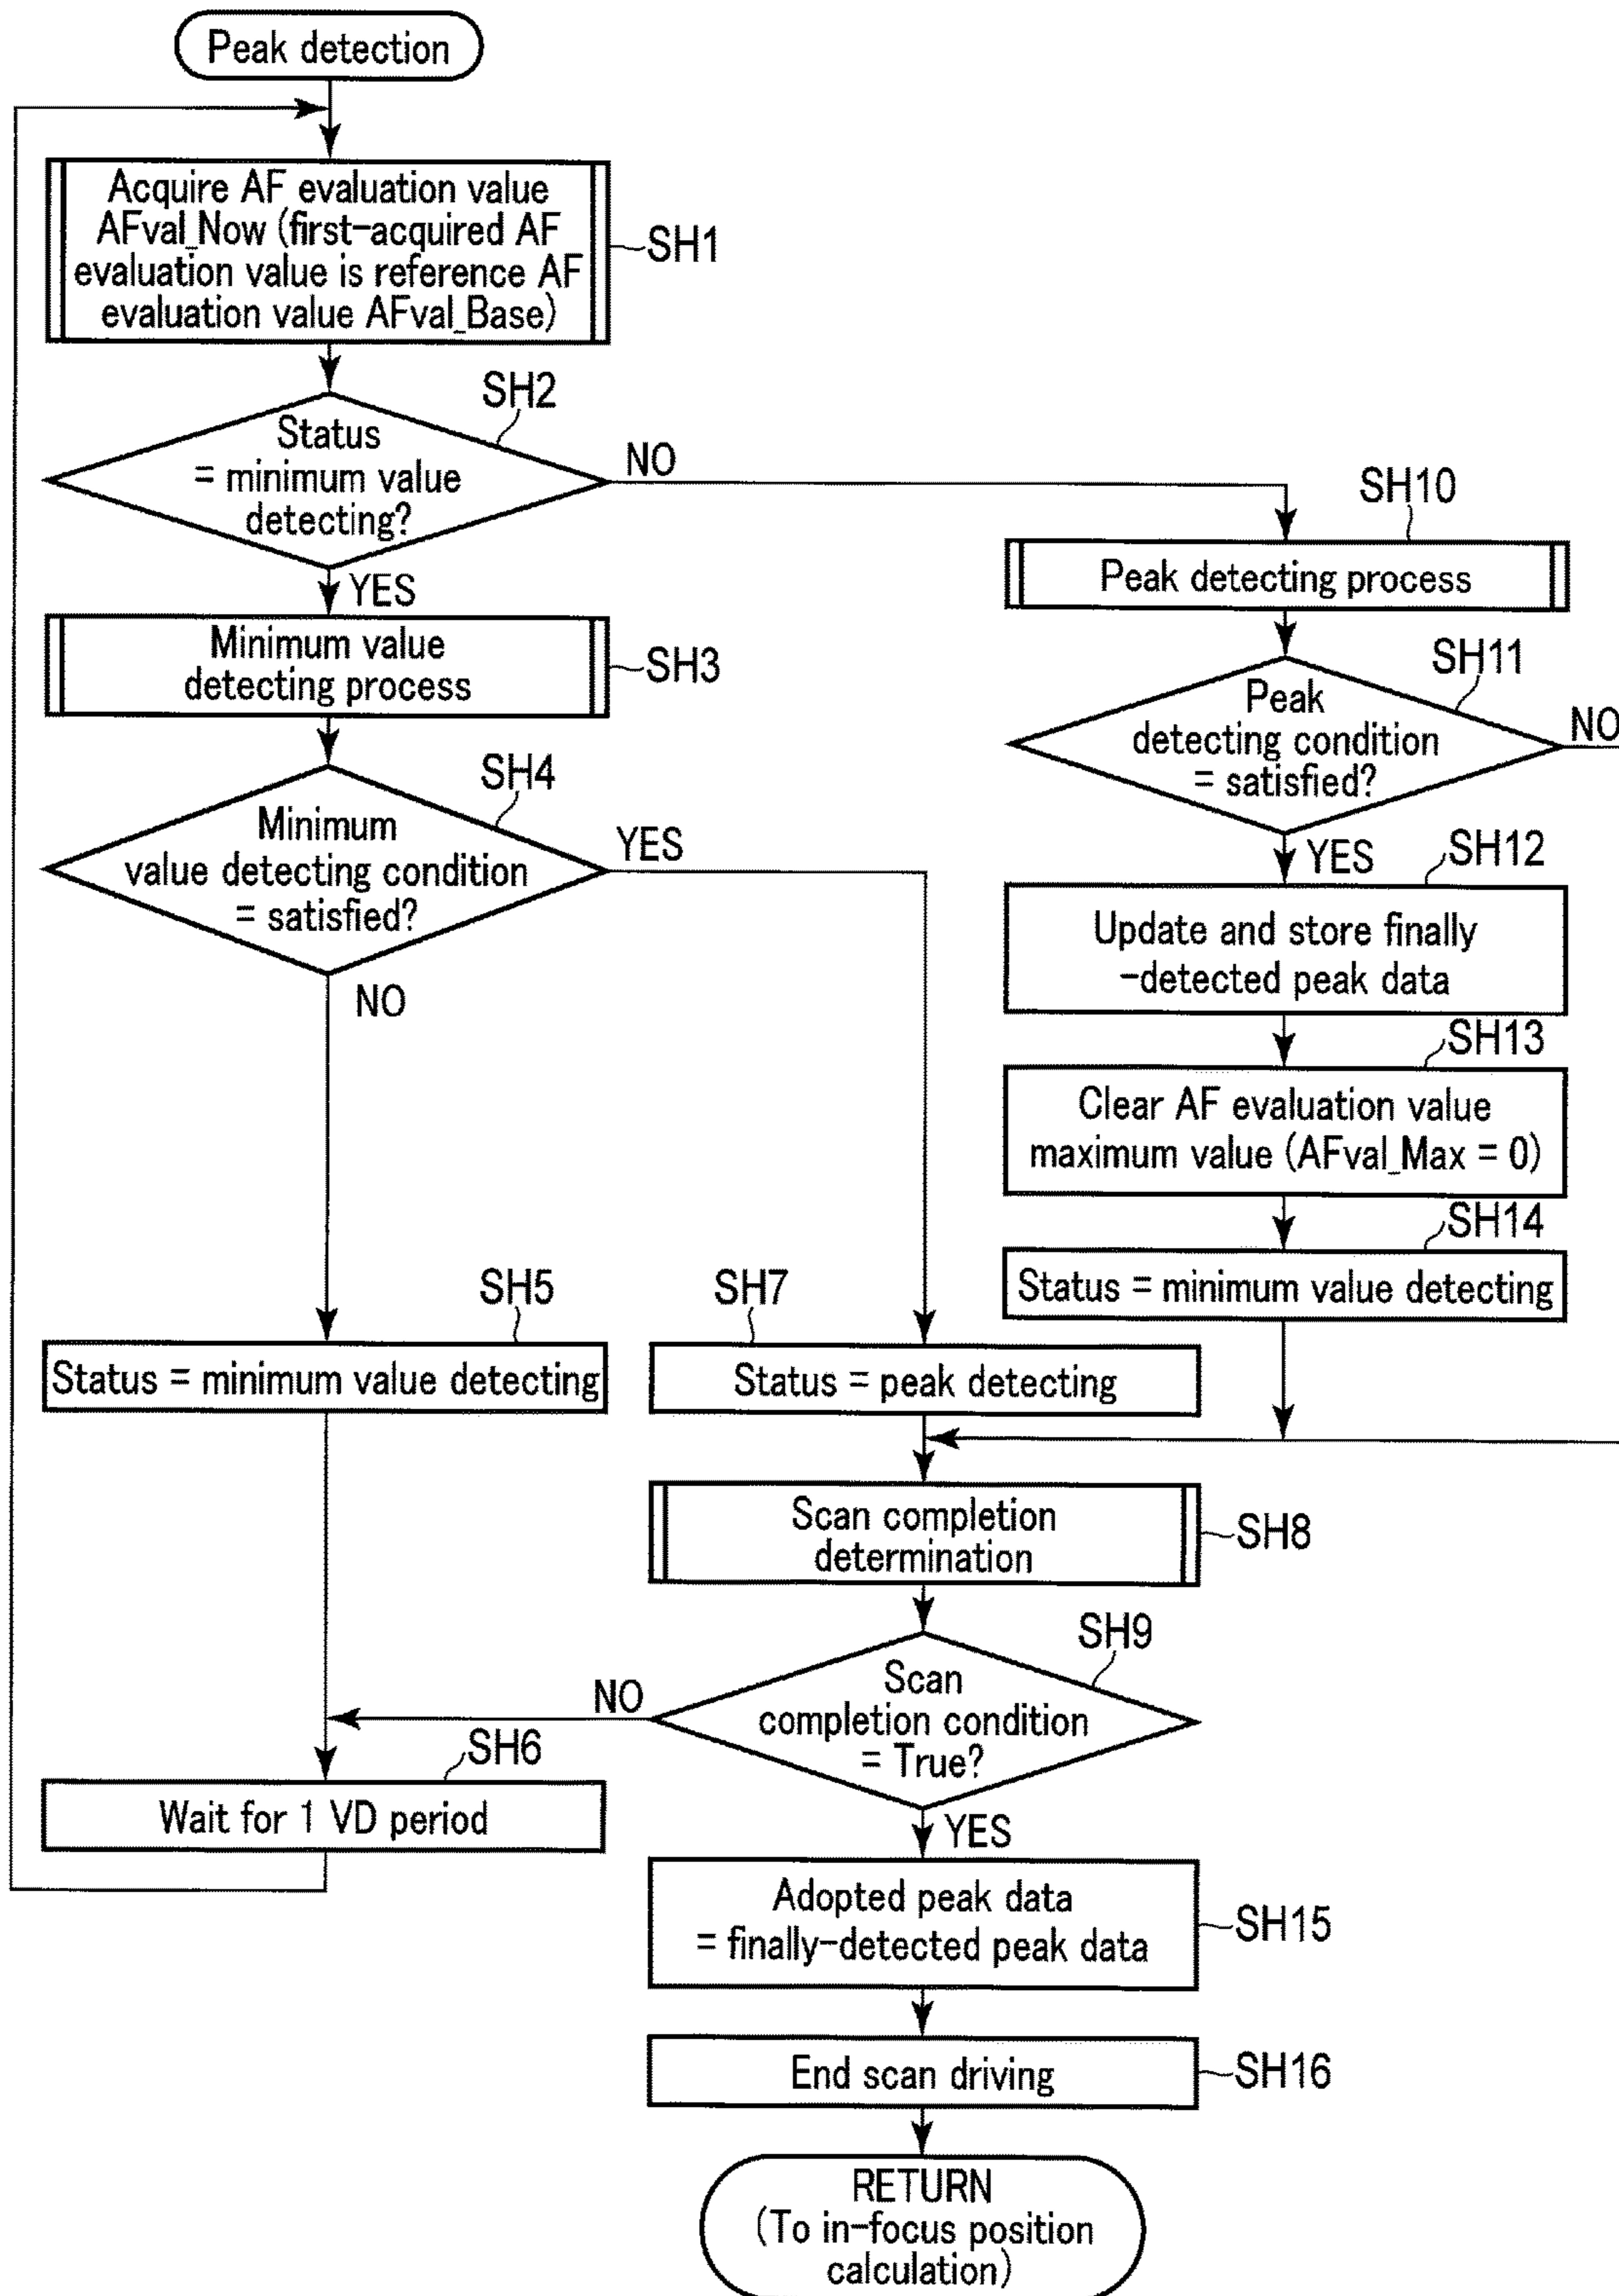 Peak detection
Acquire AF evaluation value
AFval_Now (first-acquired AF
evaluation value is reference AF
evaluation value AFval_Base)
SH1
SH2
Status
= minimum value
detecting?
NO
YES
Minimum value
detecting process
SH3
SH4
Minimum
value detecting condition
= satisfied?
YES
NO
SH10
Peak detecting process
SH11
Peak
detecting condition
= satisfied?
NO
YES
SH12
Update and store finally
-detected peak data
SH13
Clear AF evaluation value
maximum value (AFval_Max = 0)
SH14
Status = minimum value detecting
SH5
Status = minimum value detecting
SH7
Status = peak detecting
Scan completion
determination
SH8
SH9
Scan
completion condition
= True?
NO
YES
SH6
Wait for 1 VD period
Adopted peak data
= finally-detected peak data
SH15
End scan driving
SH16
RETURN
(To in-focus position
calculation)